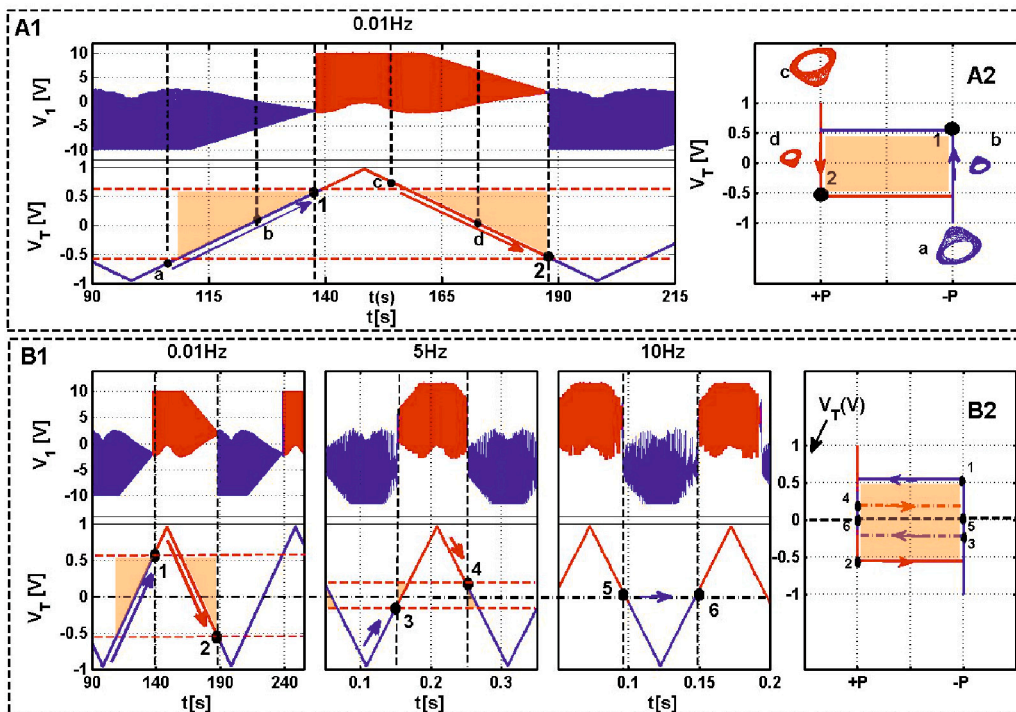 A1
0.01Hz
V1 [V]
10
5
0
-5
-10
VT [V]
1
0.5
0
-0.5
-1
a
b
1
c
d
2
90
115
140
165
190
215
t(s)
t[s]
A2
VT [V]
1
0.5
0
-0.5
-1
c
d
2
1
b
a
+P
-P
B1
0.01Hz
5Hz
10Hz
V1 [V]
10
5
0
-5
-10
VT [V]
1
0.5
0
-0.5
-1
1
2
3
4
5
6
90
140
190
240
t[s]
0.1
0.2
0.3
t[s]
0.1
0.1
0.2
t[s]
B2
VT(V)
1
0.5
0
-0.5
-1
4
6
2
1
5
3
+P
-P